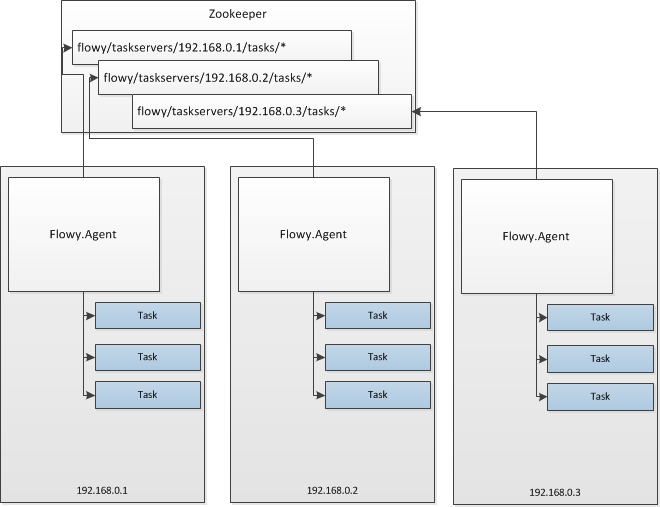 Zookeeper
flowy/taskservers/192.168.0.1/tasks/*
flowy/taskservers/192.168.0.2/tasks/*
flowy/taskservers/192.168.0.3/tasks/*
Flowy.Agent
Task
Task
Task
192.168.0.1
Flowy.Agent
Task
Task
Task
192.168.0.2
Flowy.Agent
Task
Task
Task
192.168.0.3